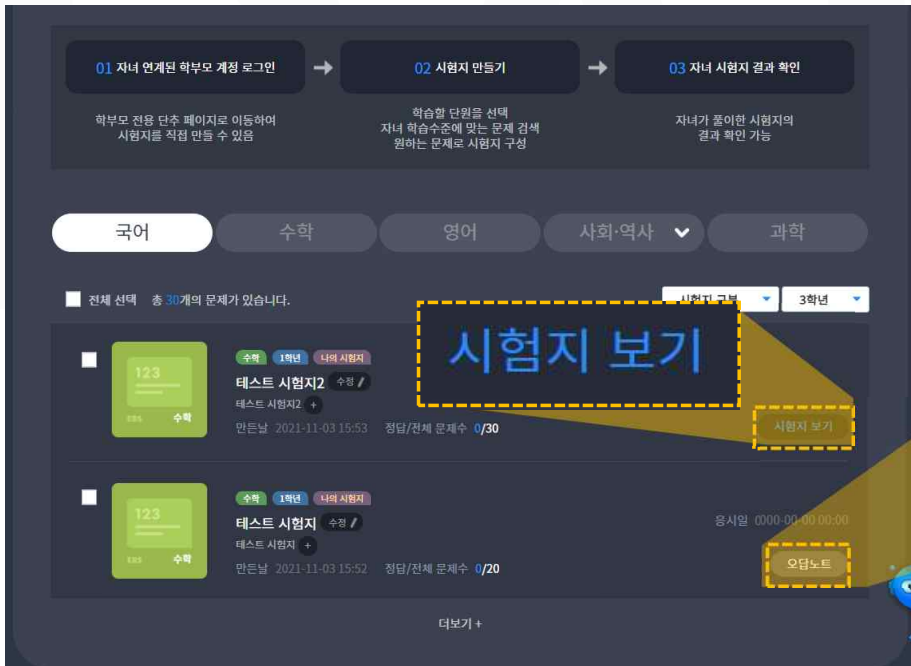 01 자녀 연계된 학부모 계정 로그인
02 시험지 만들기
03 자녀 시험지 결과 확인
학부모 전용 단추 페이지로 이동하여
시험지를 직접 만들 수 있음
학습할 단원을 선택
자녀 학습수준에 맞는 문제 검색
원하는 문제로 시험지 구성
자녀가 풀이한 시험지의
결과 확인 가능
국어 수학 영어 사회·역사 과학
전체 선택 총 30개의 문제가 있습니다.
시험지 구분 3학년
시험지 보기
123
EBS 수학
수학 1학년 나의 시험지
테스트 시험지2 수정
테스트 시험지2 +
만든날 2021-11-03 15:53 정답/전체 문제수 0/30
시험지 보기
123
EBS 수학
수학 1학년 나의 시험지
테스트 시험지 수정
테스트 시험지 +
만든날 2021-11-03 15:52 정답/전체 문제수 0/20
응시일 0000-00-00 00:00
오답노트
더보기 +